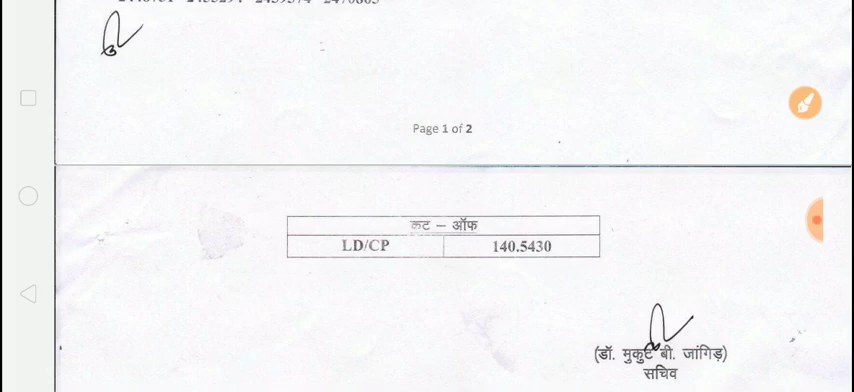 Page 1 of 2
कट – ऑफ
LD/CP 140.5430
(डॉ. मुकुट बी. जांगिड़)
सचिव